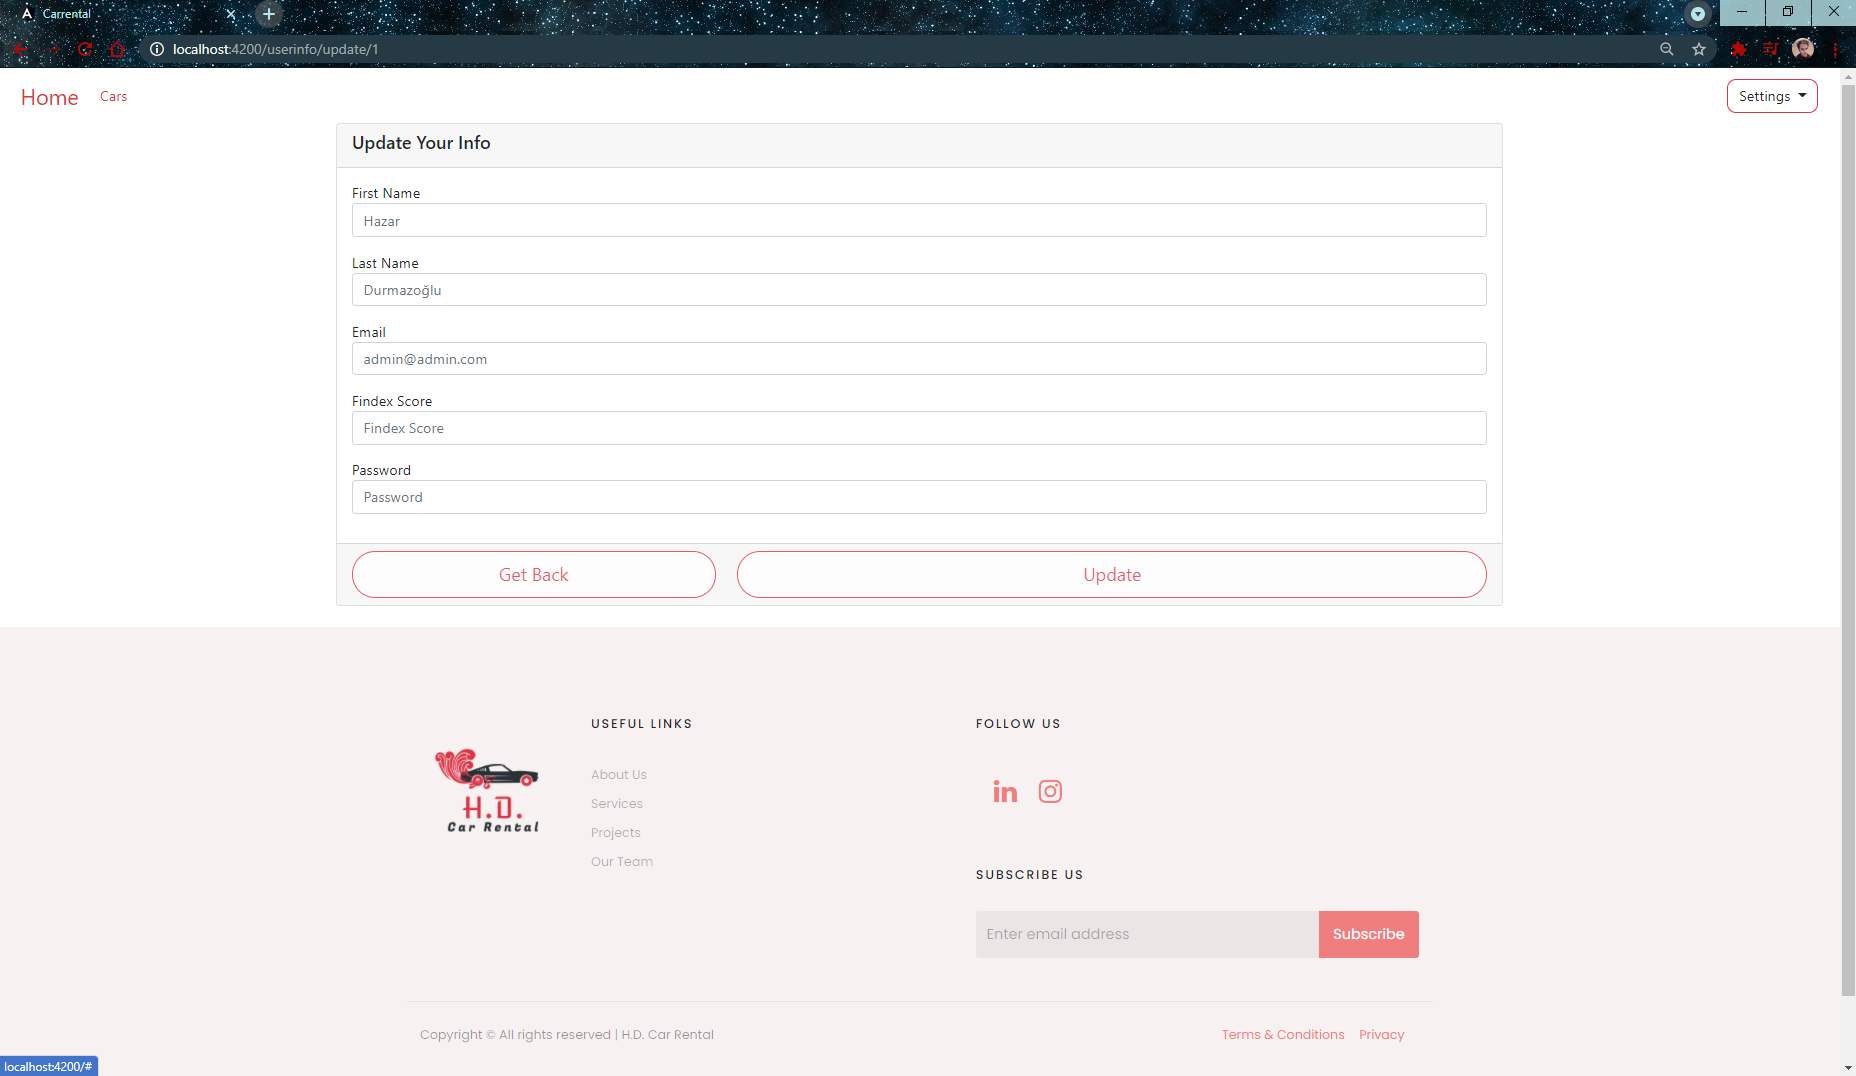 Carrental
localhost:4200/userinfo/update/1
Home Cars Settings
Update Your Info
First Name
Hazar
Last Name
Durmazoğlu
Email
admin@admin.com
Findex Score
Findex Score
Password
Password
Get Back Update
USEFUL LINKS
About Us
Services
Projects
Our Team
H.D.
Car Rental
FOLLOW US
SUBSCRIBE US
Enter email address Subscribe
Copyright © All rights reserved | H.D. Car Rental
Terms & Conditions Privacy
localhost:4200/#